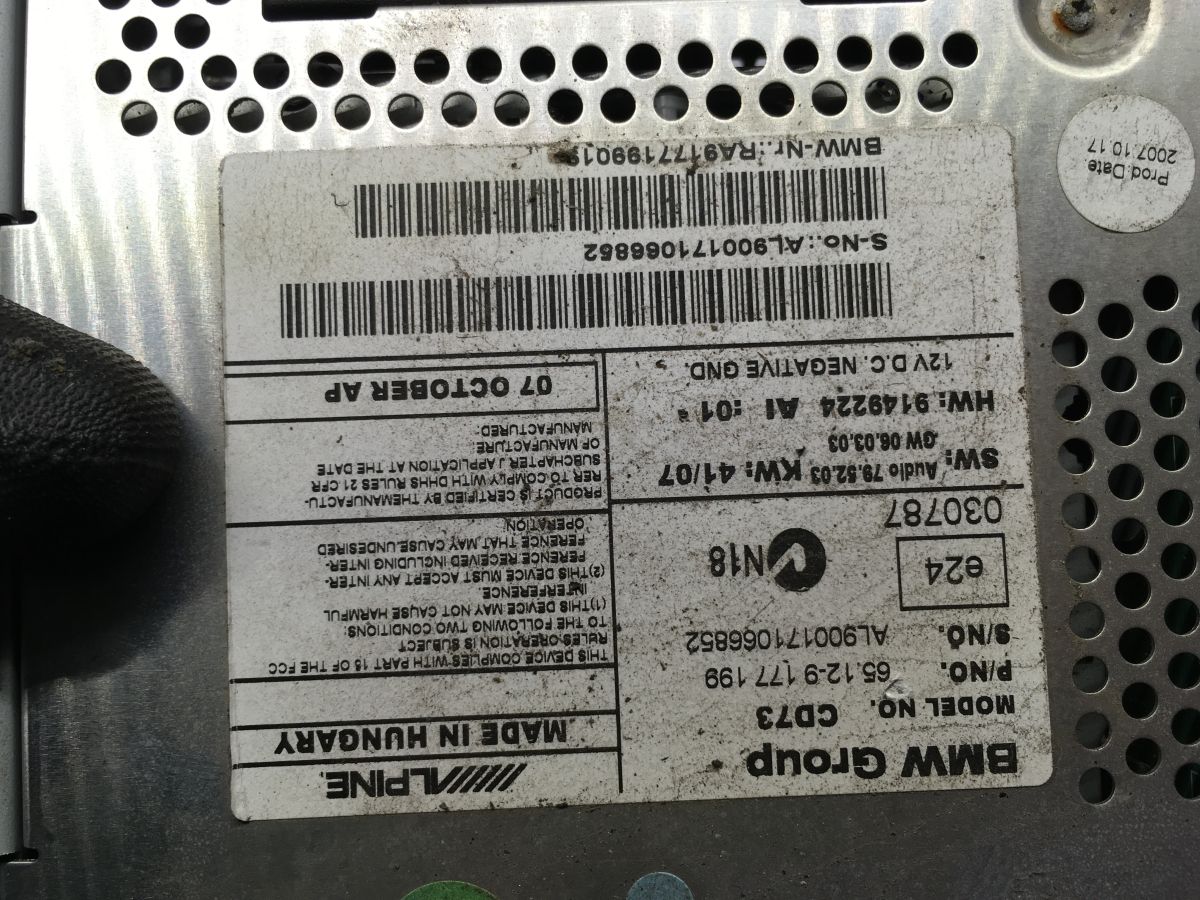 BMW Group
MODEL NO. CD73
P/NO. 65.12-9 177 199
S/NO. AL900171066852
e24
N18
030787
SW: Audio 79.52.03 KW: 41/07
GW 06.03.03
HW: 9149224 AI :01
12V D.C. NEGATIVE GND.
ALPINE
MADE IN HUNGARY
THIS DEVICE COMPLIES WITH PART 15 OF THE FCC
RULES.OPERATION IS SUBJECT
TO THE FOLLOWING TWO CONDITIONS:
(1)THIS DEVICE MAY NOT CAUSE HARMFUL
INTERFERENCE
(2)THIS DEVICE MUST ACCEPT ANY INTER-
FERENCE RECEIVED INCLUDING INTER-
FERENCE THAT MAY CAUSE UNDESIRED
OPERATION
PRODUCT IS CERTIFIED BY THEMANUFACTU-
RER TO COMPLY WITH DHHS RULES 21 CFR
SUBCHAPTER J APPLICATION AT THE DATE
OF MANUFACTURE.
MANUFACTURED:
07 OCTOBER AP
S-No.:AL900171066852
BMW-Nr.:RA9177199019
Prod.Date.
2007.10.17